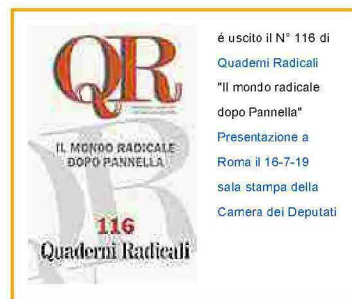 QR
IL MONDO RADICALE
DOPO PANNELLA
116
Quaderni Radicali
é uscito il N° 116 di
Quaderni Radicali
"Il mondo radicale
dopo Pannella"
Presentazione a
Roma il 16-7-19
sala stampa della
Camera dei Deputati